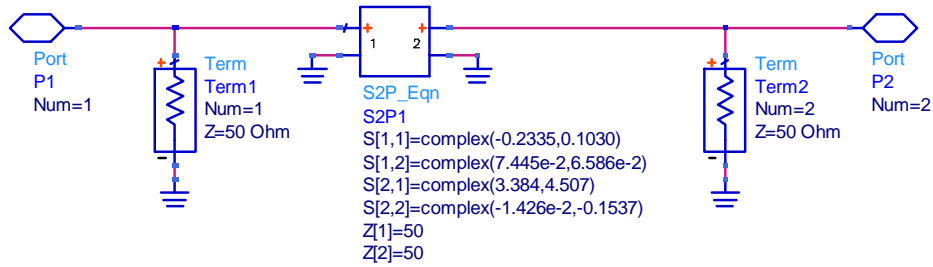 Port
P1
Num=1
+
Term
Term1
Num=1
Z=50 Ohm
-
+
1
+
2
S2P_Eqn
S2P1
S[1,1]=complex(-0.2335,0.1030)
S[1,2]=complex(7.445e-2,6.586e-2)
S[2,1]=complex(3.384,4.507)
S[2,2]=complex(-1.426e-2,-0.1537)
Z[1]=50
Z[2]=50
+
Term
Term2
Num=2
Z=50 Ohm
-
Port
P2
Num=2